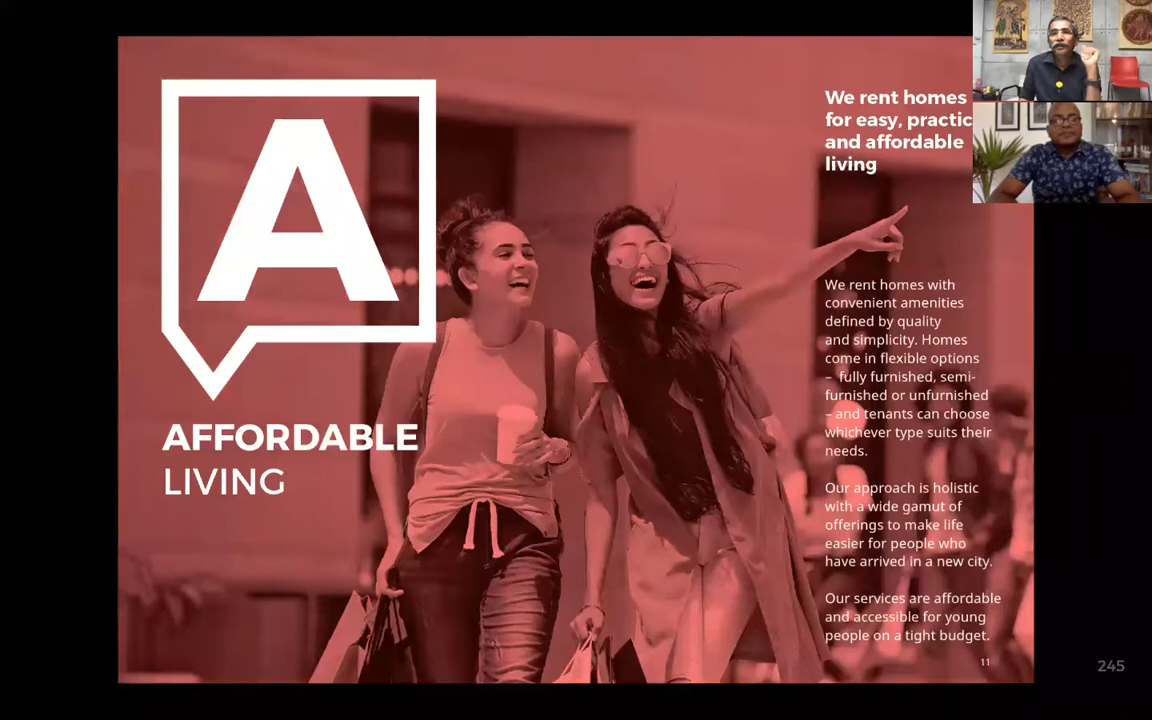 A
AFFORDABLE
LIVING
We rent homes
for easy, practic
and affordable
living
We rent homes with
convenient amenities
defined by quality
and simplicity. Homes
come in flexible options
– fully furnished, semi-
furnished or unfurnished
– and tenants can choose
whichever type suits their
needs.
Our approach is holistic
with a wide gamut of
offerings to make life
easier for people who
have arrived in a new city.
Our services are affordable
and accessible for young
people on a tight budget.
11
245